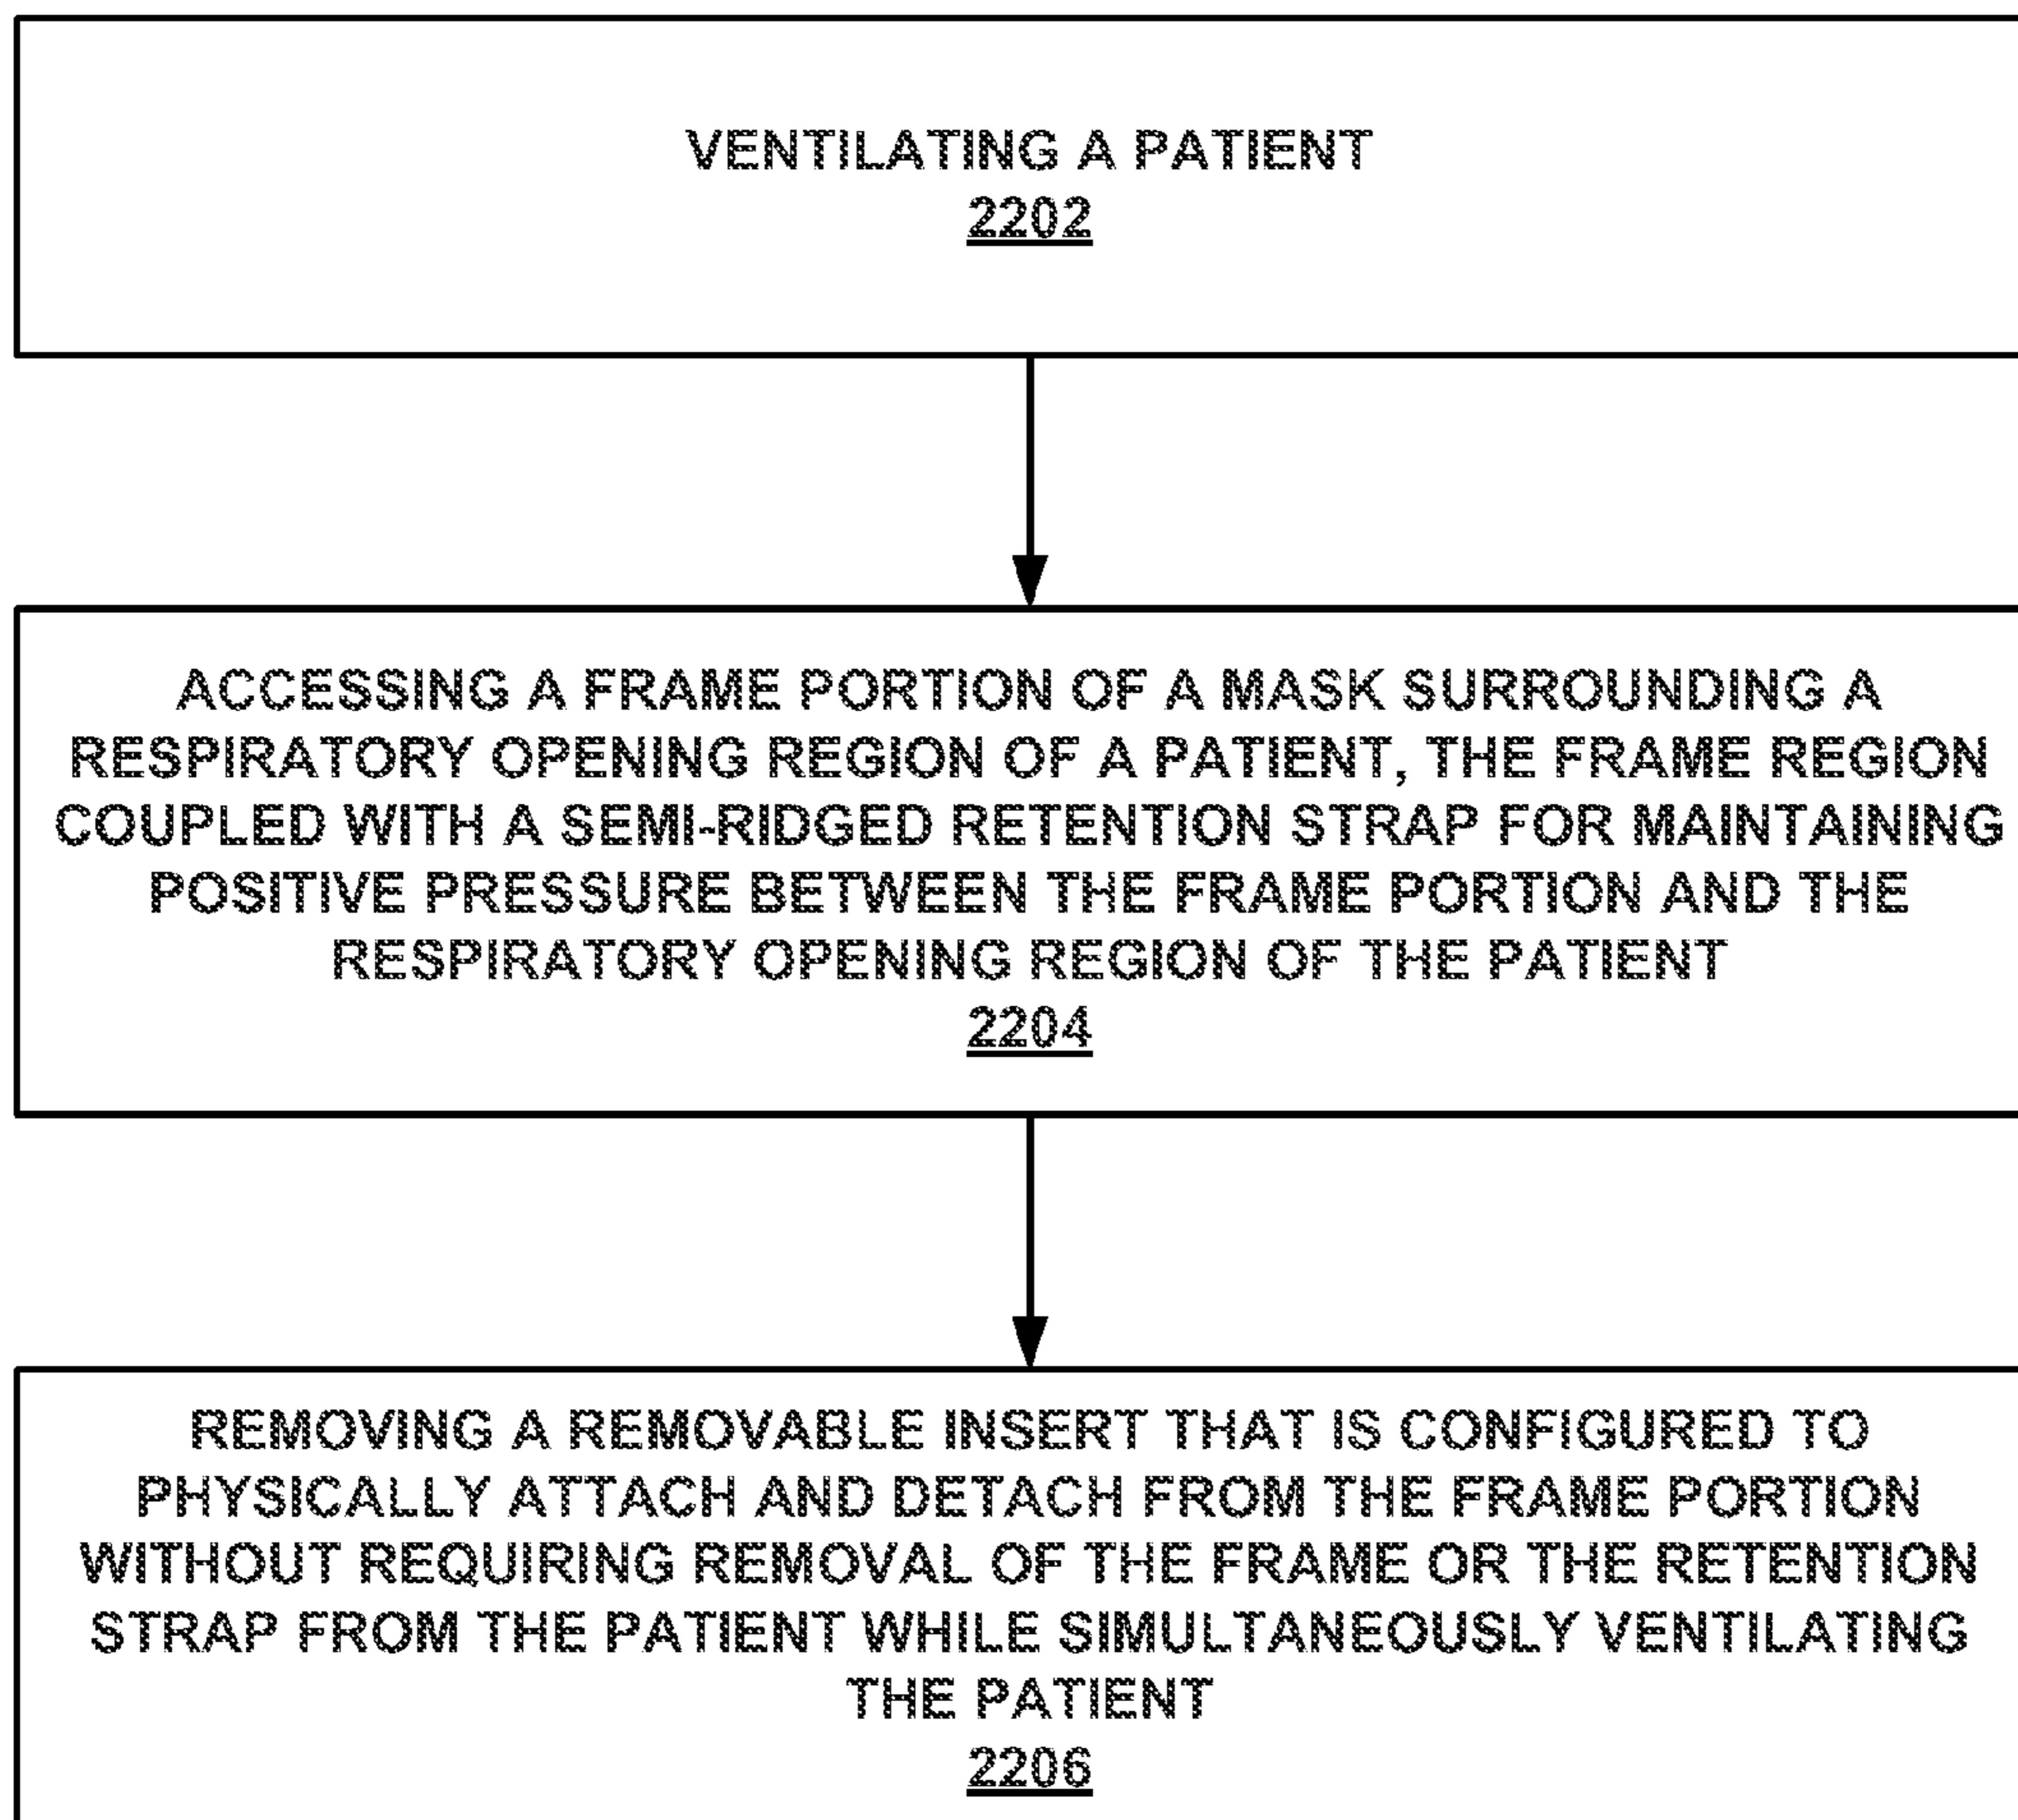 VENTILATING A PATIENT
2202
ACCESSING A FRAME PORTION OF A MASK SURROUNDING A
RESPIRATORY OPENING REGION OF A PATIENT, THE FRAME REGION
COUPLED WITH A SEMI-RIDGED RETENTION STRAP FOR MAINTAINING
POSITIVE PRESSURE BETWEEN THE FRAME PORTION AND THE
RESPIRATORY OPENING REGION OF THE PATIENT
2204
REMOVING A REMOVABLE INSERT THAT IS CONFIGURED TO
PHYSICALLY ATTACH AND DETACH FROM THE FRAME PORTION
WITHOUT REQUIRING REMOVAL OF THE FRAME OR THE RETENTION
STRAP FROM THE PATIENT WHILE SIMULTANEOUSLY VENTILATING
THE PATIENT
2206